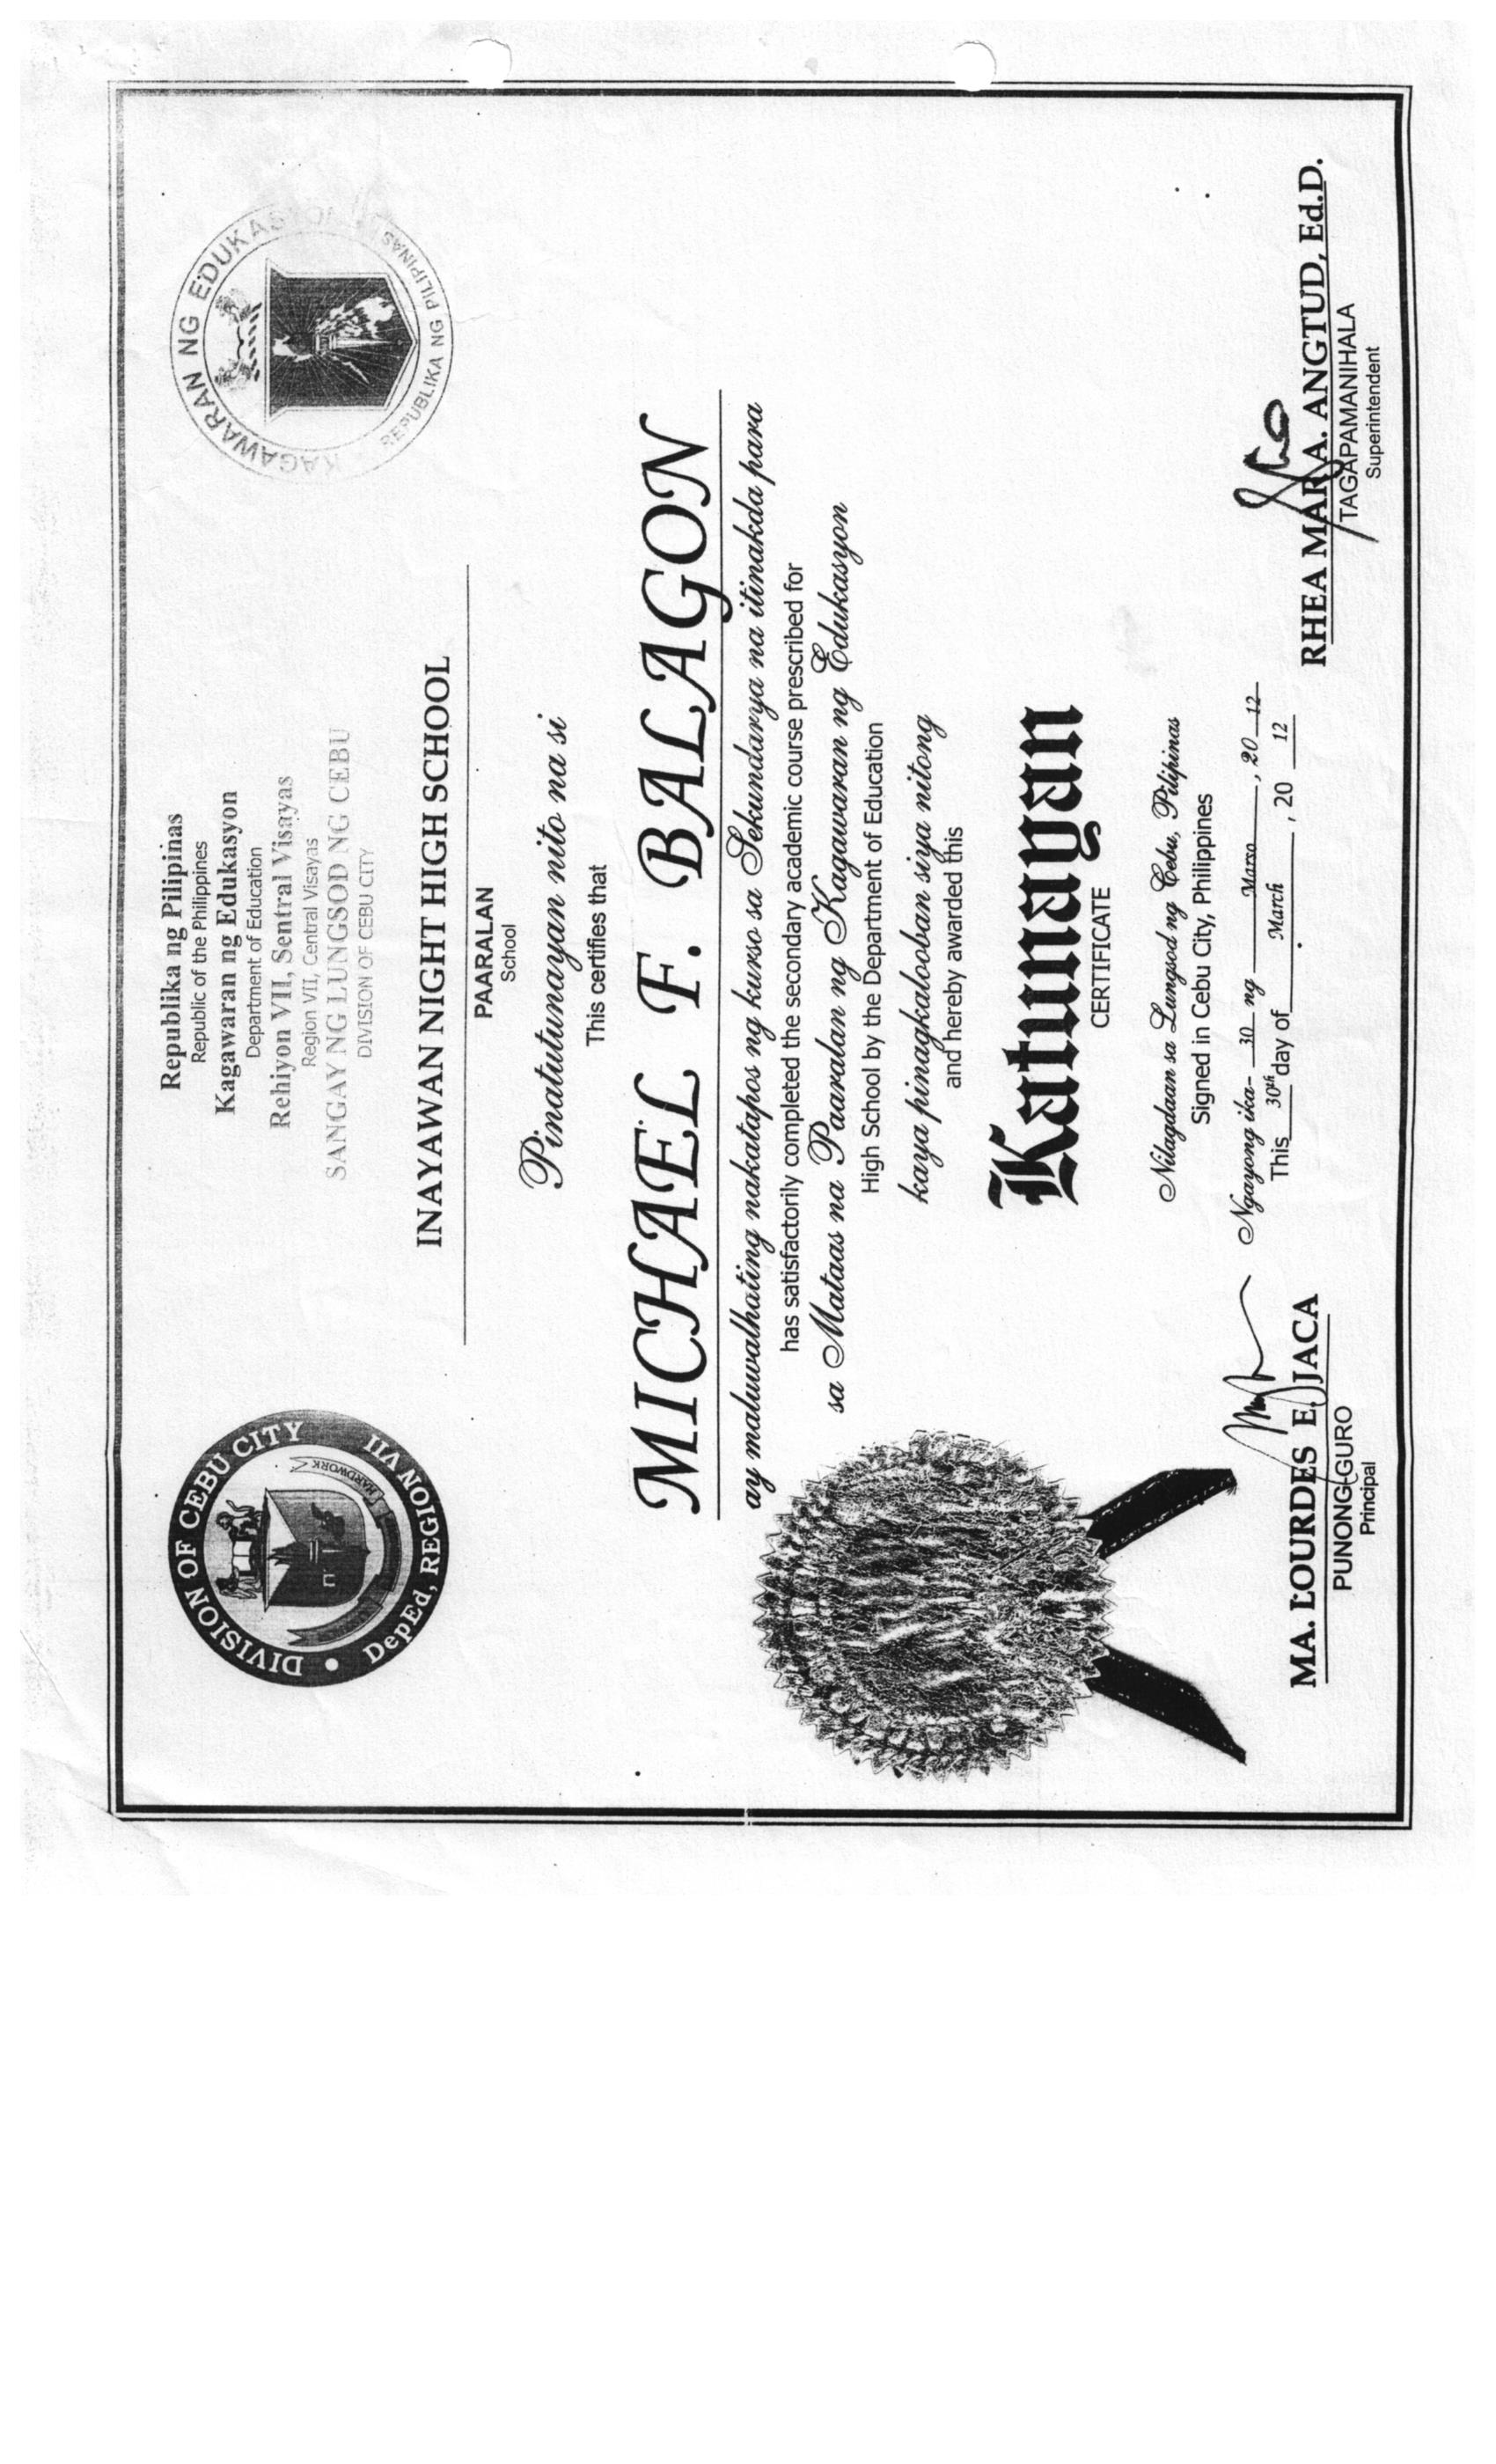 DIVISION OF CEBU CITY
DepEd, REGION VII
HARDWORK
KAGAWARAN NG EDUKASYON
REPUBLIKA NG PILIPINAS
Republika ng Pilipinas
Republic of the Philippines
Kagawaran ng Edukasyon
Department of Education
Rehiyon VII, Sentral Visayas
Region VII, Central Visayas
SANGAY NG LUNGSOD NG CEBU
DIVISION OF CEBU CITY
INAYAWAN NIGHT HIGH SCHOOL
PAARALAN
School
Pinatutunayan nito na si
This certifies that
MICHAEL F. BALAGON
ay maluwalhating nakatapos ng kurso sa Sekundarya na itinakda para
has satisfactorily completed the secondary academic course prescribed for
sa Mataas na Paaralan ng Kagawaran ng Edukasyon
High School by the Department of Education
kaya pinagkalooban siya nitong
and hereby awarded this
Katunayan
CERTIFICATE
Nilagdaan sa Lungsod ng Cebu, Pilipinas
Signed in Cebu City, Philippines
Ngayong ika- 30 ng Marso, 20 12
This 30th day of March, 20 12
MA. LOURDES E. JACA
PUNONG-GURO
Principal
RHEA MAR A. ANGTUD, Ed.D.
TAGAPAMANIHALA
Superintendent